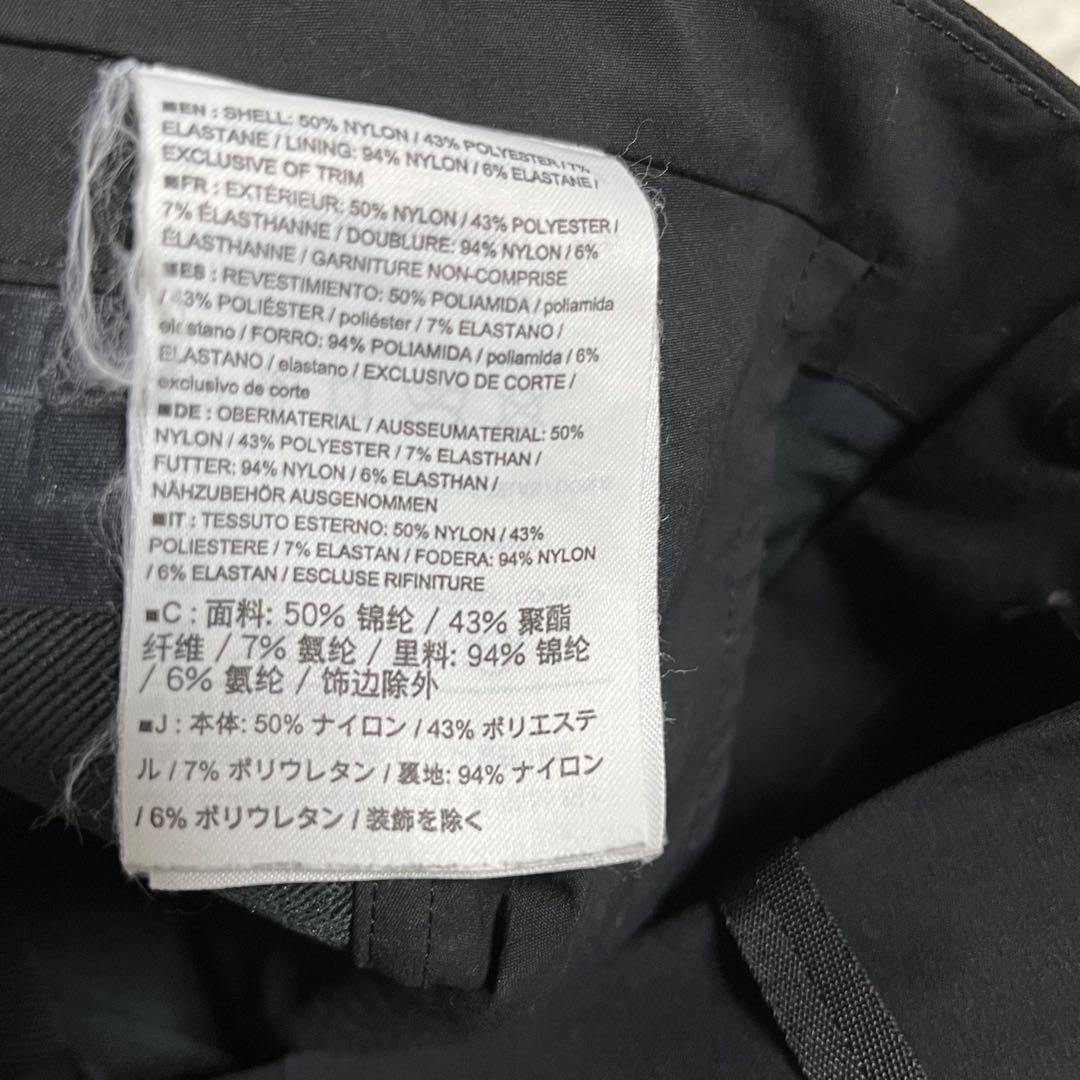 ■EN : SHELL: 50% NYLON / 43% POLYESTER / 7%
ELASTANE / LINING: 94% NYLON / 6% ELASTANE /
EXCLUSIVE OF TRIM
■FR : EXTÉRIEUR: 50% NYLON / 43% POLYESTER /
7% ÉLASTHANNE / DOUBLURE: 94% NYLON / 6%
ÉLASTHANNE / GARNITURE NON-COMPRISE
■ES : REVESTIMIENTO: 50% POLIAMIDA / poliamida
/ 43% POLIÉSTER / poliéster / 7% ELASTANO /
elastano / FORRO: 94% POLIAMIDA / poliamida / 6%
ELASTANO / elastano / EXCLUSIVO DE CORTE /
exclusivo de corte
■DE : OBERMATERIAL / AUSSEUMATERIAL: 50%
NYLON / 43% POLYESTER / 7% ELASTHAN /
FUTTER: 94% NYLON / 6% ELASTHAN /
NÄHZUBEHÖR AUSGENOMMEN
■IT : TESSUTO ESTERNO: 50% NYLON / 43%
POLIESTERE / 7% ELASTAN / FODERA: 94% NYLON
/ 6% ELASTAN / ESCLUSE RIFINITURE
■C : 面料: 50% 锦纶 / 43% 聚酯
纤维 / 7% 氨纶 / 里料: 94% 锦纶
/ 6% 氨纶 / 饰边除外
■J : 本体: 50% ナイロン / 43% ポリエステ
ル / 7% ポリウレタン / 裏地: 94% ナイロン
/ 6% ポリウレタン / 装飾を除く